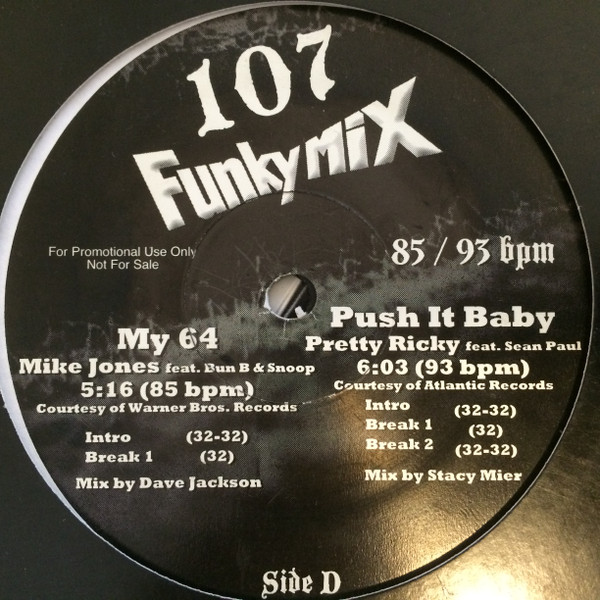 107
Funkymix
For Promotional Use Only
Not For Sale
85 / 93 bpm
My 64
Mike Jones feat. Bun B & Snoop
5:16 (85 bpm)
Courtesy of Warner Bros. Records
Intro (32-32)
Break 1 (32)
Mix by Dave Jackson
Push It Baby
Pretty Ricky feat. Sean Paul
6:03 (93 bpm)
Courtesy of Atlantic Records
Intro (32-32)
Break 1 (32)
Break 2 (32-32)
Mix by Stacy Mier
Side D